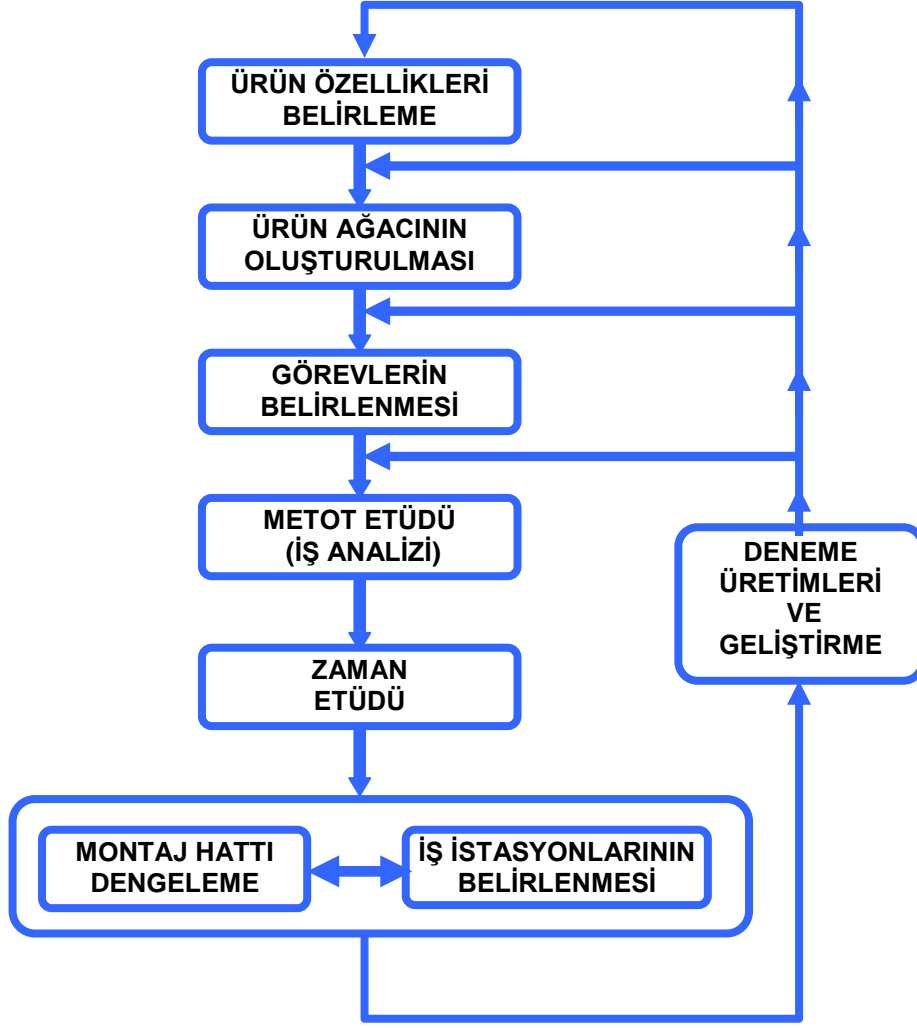 ÜRÜN ÖZELLİKLERİ
BELİRLEME
ÜRÜN AĞACININ
OLUŞTURULMASI
GÖREVLERİN
BELİRLENMESİ
METOT ETÜDÜ
(İŞ ANALİZİ)
ZAMAN
ETÜDÜ
MONTAJ HATTI
DENGELEME
İŞ İSTASYONLARININ
BELİRLENMESİ
DENEME
ÜRETİMLERİ
VE
GELİŞTİRME